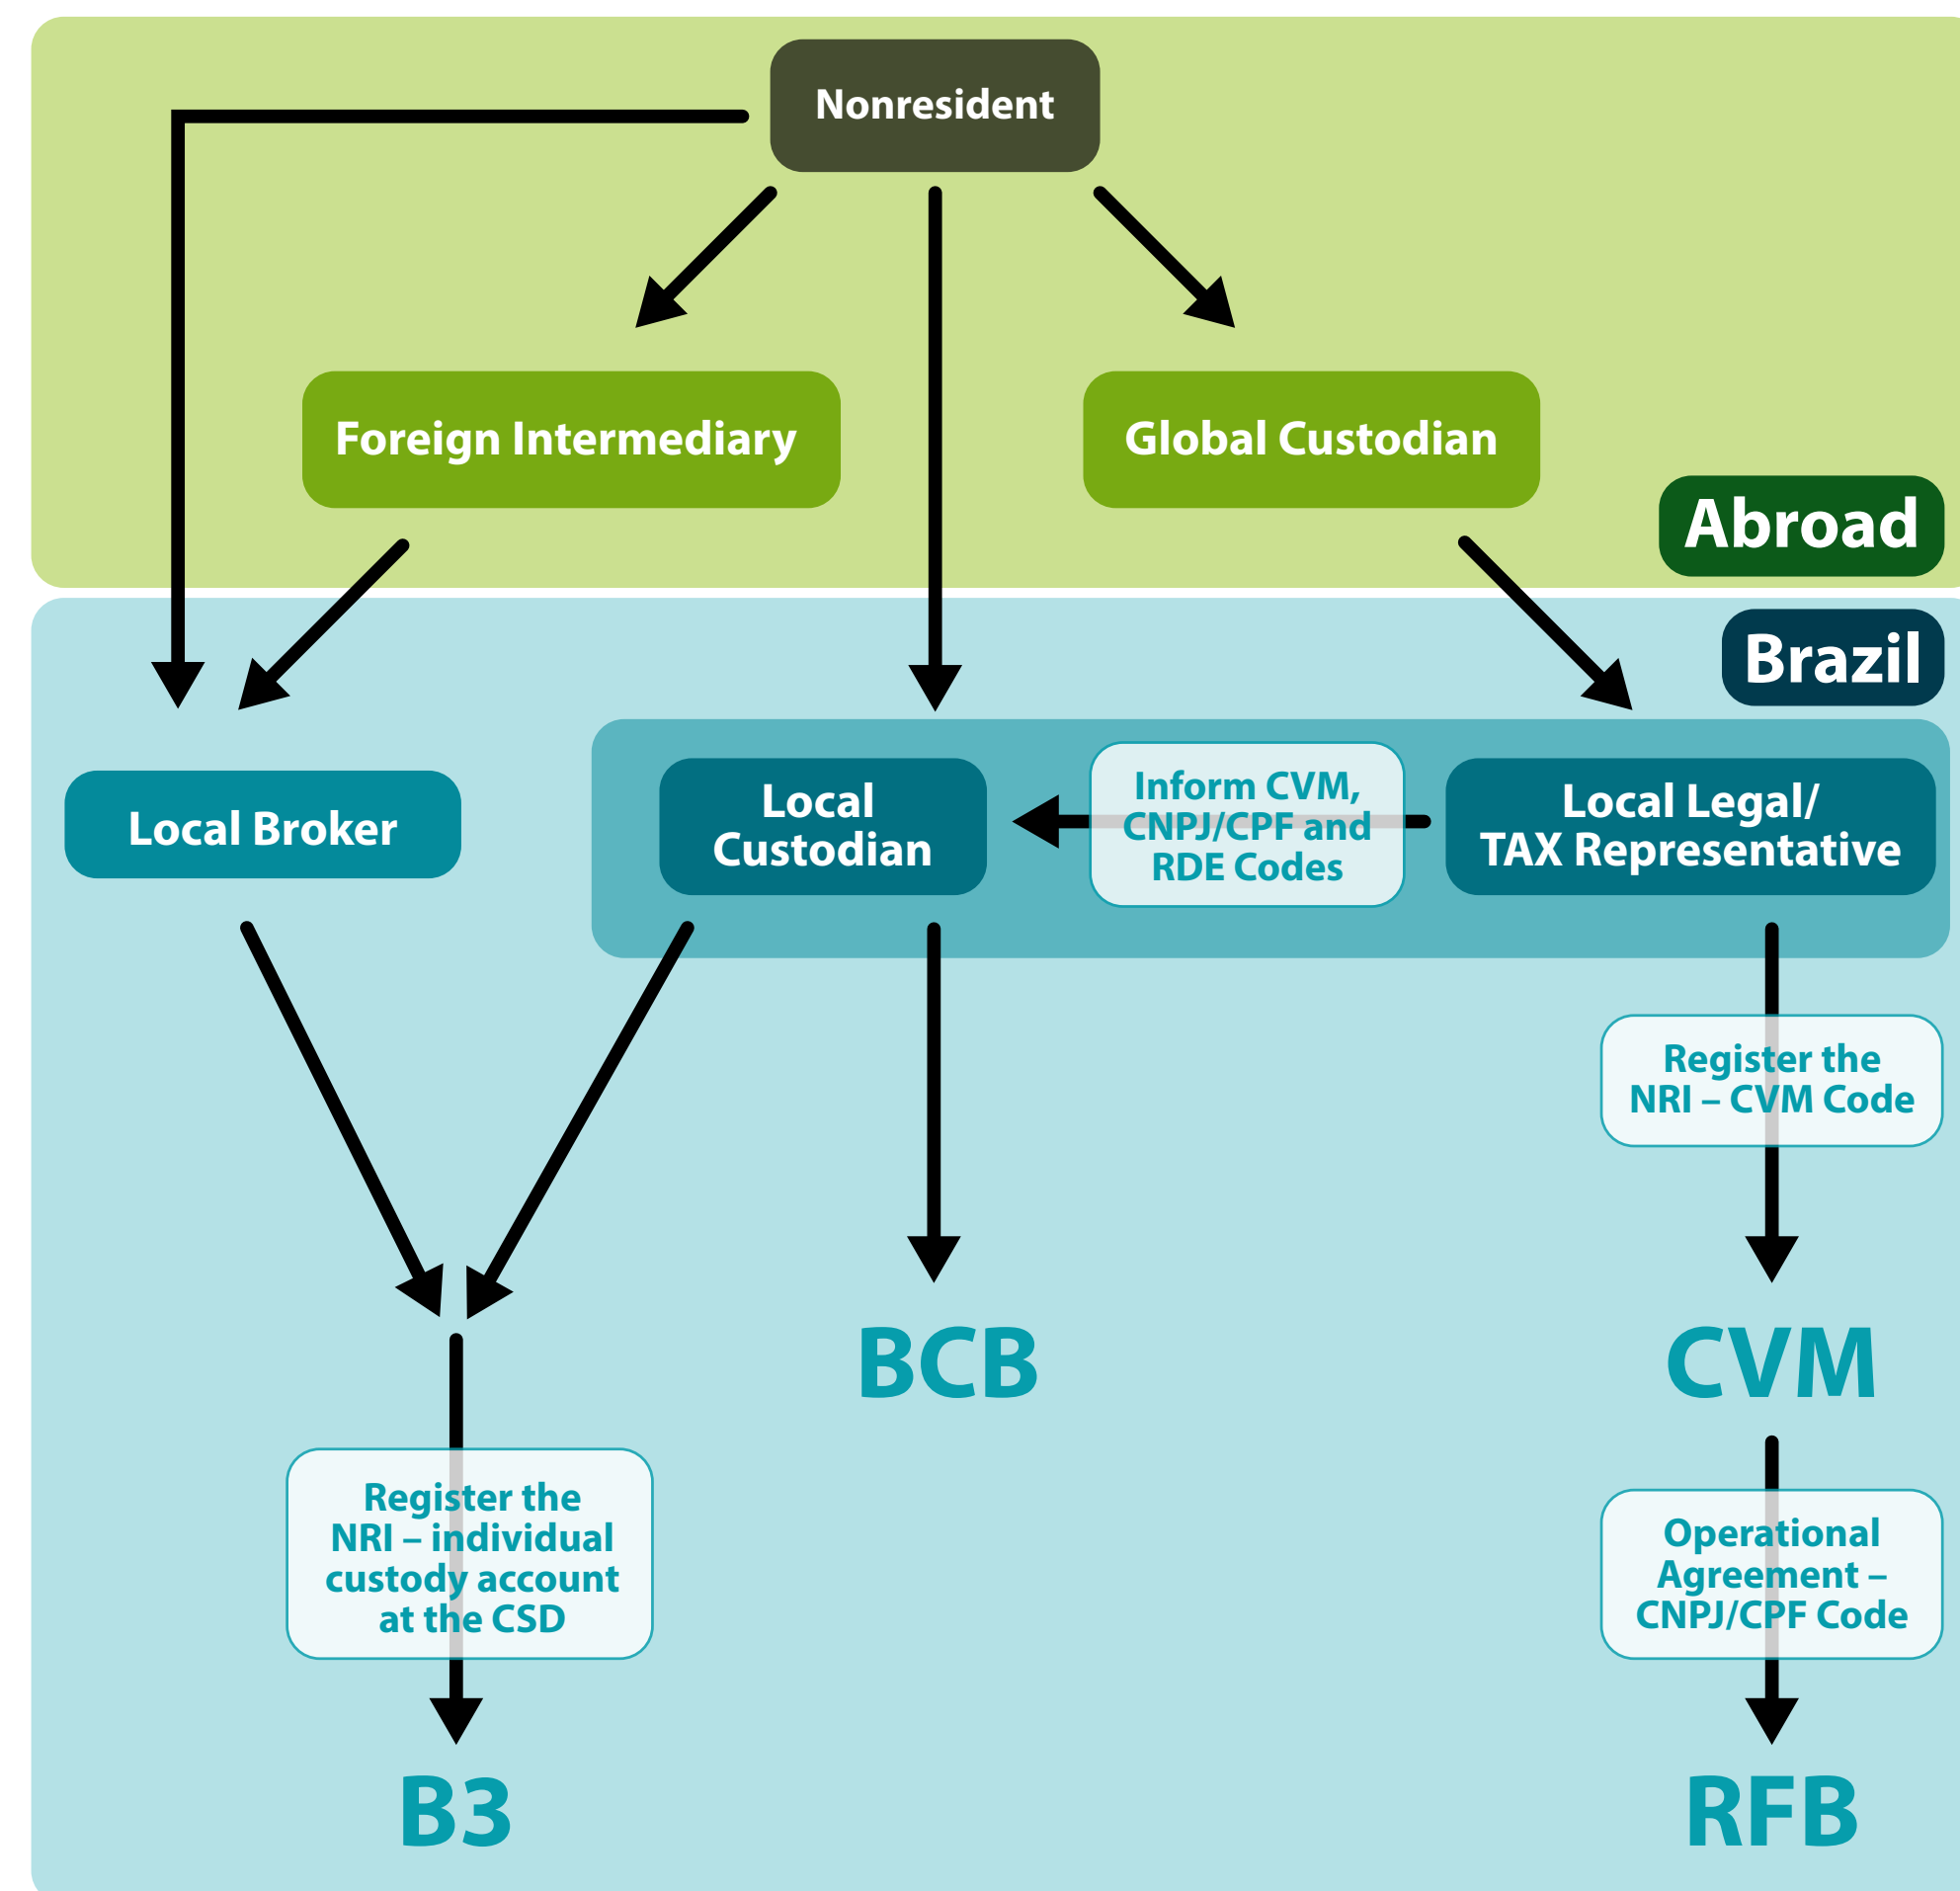 Nonresident
Foreign Intermediary
Global Custodian
Abroad
Brazil
Local Broker
Local
Custodian
Inform CVM,
CNPJ/CPF and
RDE Codes
Local Legal/
TAX Representative
Register the
NRI – CVM Code
BCB
CVM
Register the
NRI – individual
custody account
at the CSD
Operational
Agreement –
CNPJ/CPF Code
B3
RFB